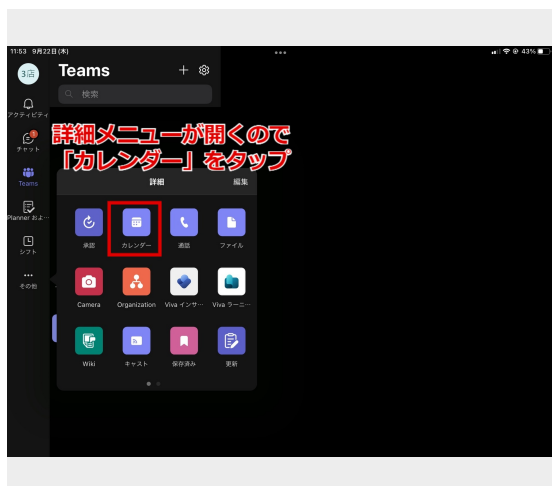 11:53 9月22日(木)
43%
3店
Teams
検索
アクティビティ
チャット
Teams
Planner およ…
シフト
その他
詳細メニューが開くので
「カレンダー」をタップ
詳細
編集
承認
カレンダー
通話
ファイル
Camera
Organization
Viva インサ…
Viva ラーニ…
Wiki
キャスト
保存済み
更新